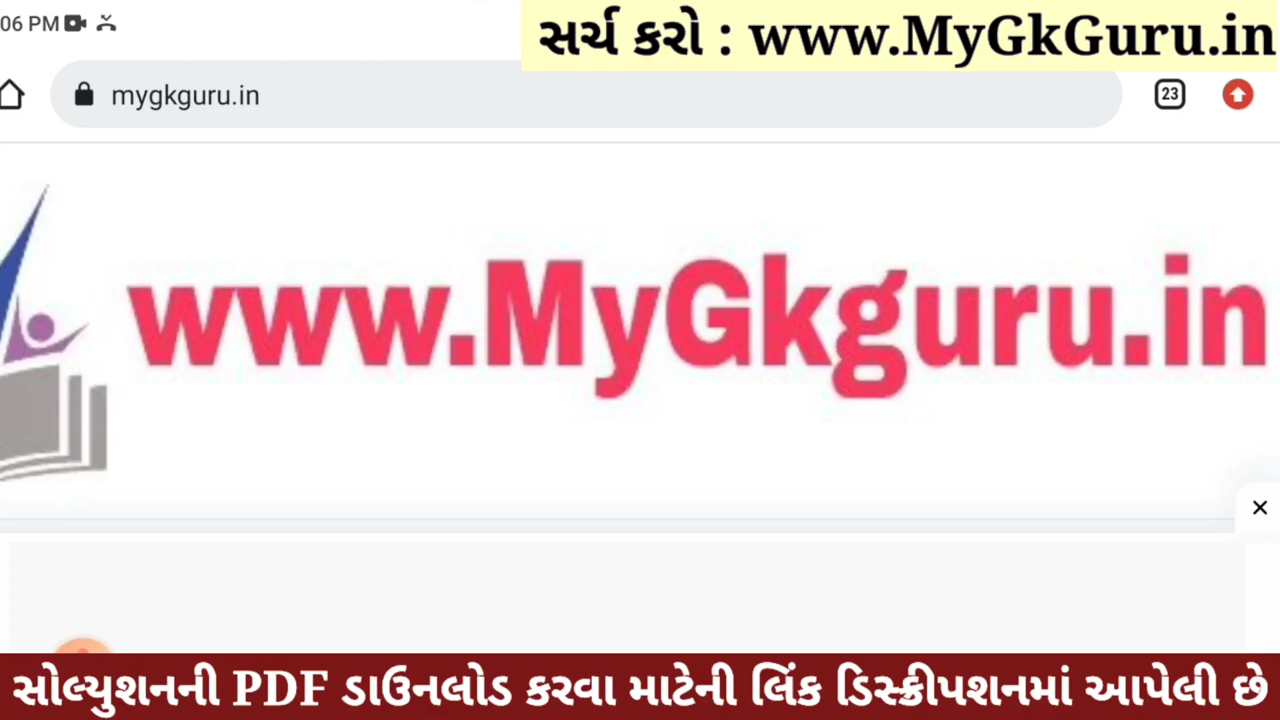 06 PM
સર્ચ કરો : www.MyGkGuru.in
mygkguru.in
23
www.MyGkguru.in
સોલ્યુશનની PDF ડાઉનલોડ કરવા માટેની લિંક ડિસ્ક્રીપશનમાં આપેલી છે